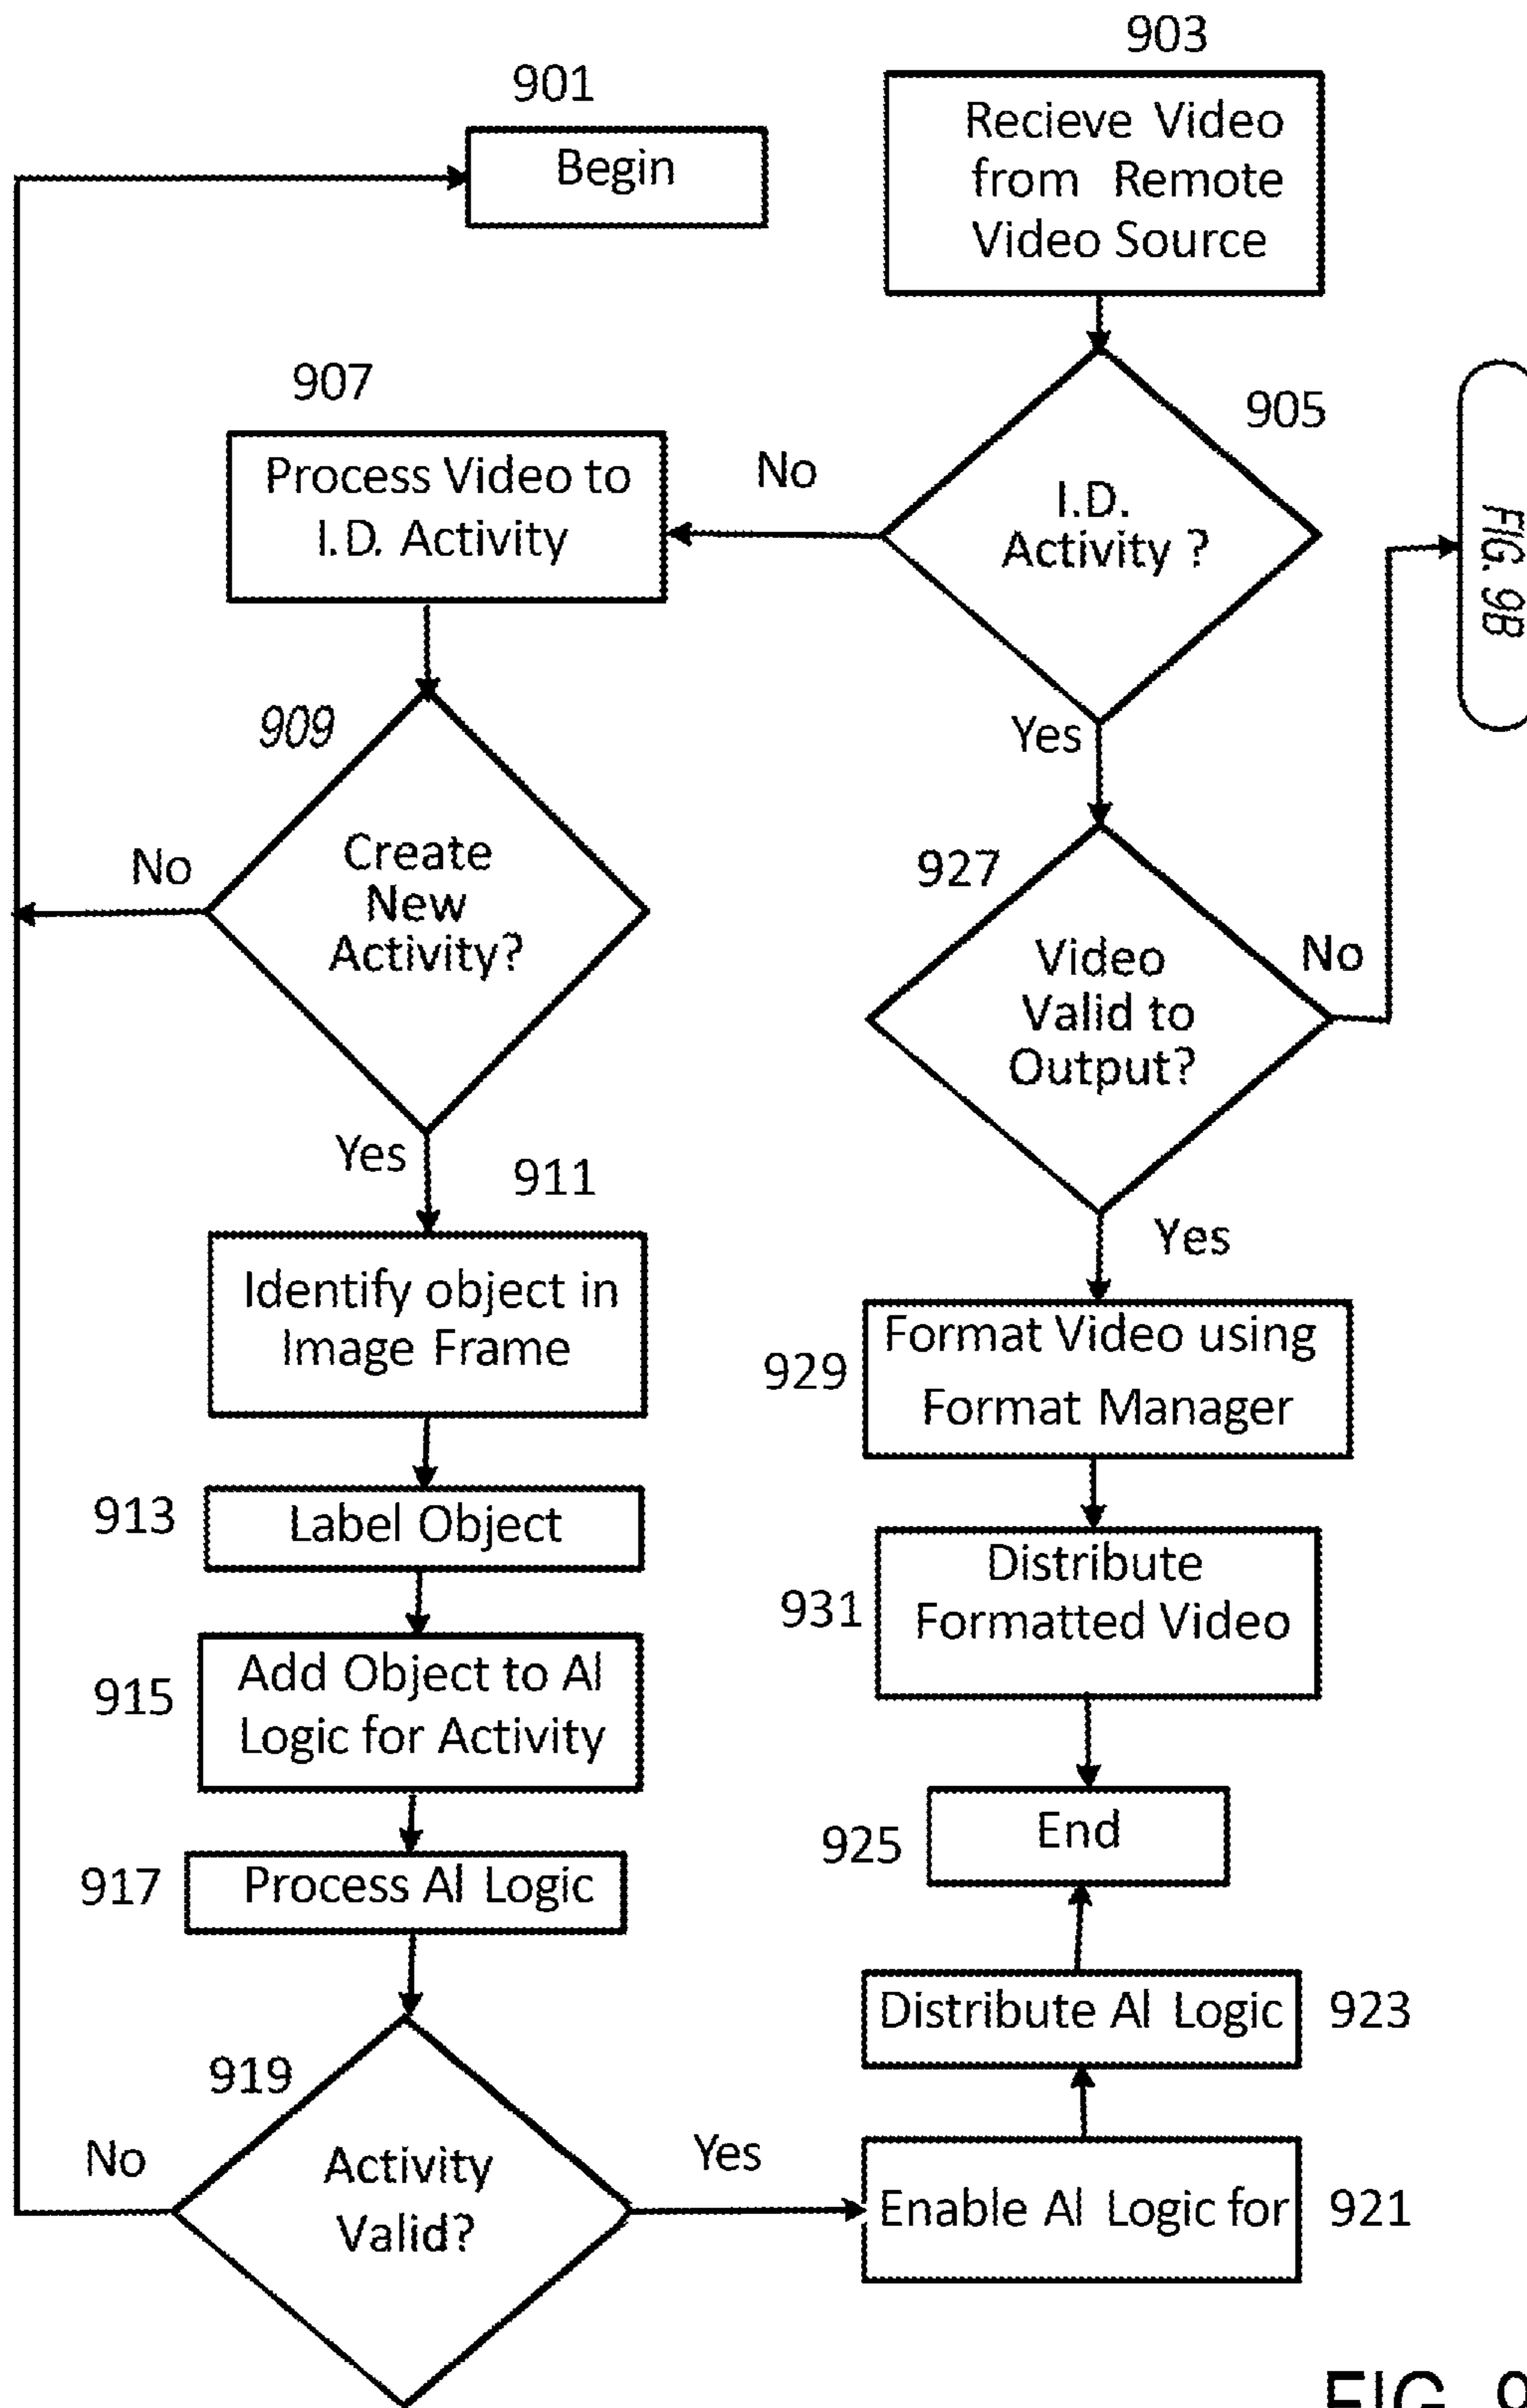 903
901
Begin
Recieve Video
from Remote
Video Source
907
905
Process Video to
I.D. Activity
No
I.D.
Activity ?
FIG. 9B
Yes
909
Create
New
Activity?
No
927
Video
Valid to
Output?
No
Yes
911
Identify object in
Image Frame
Yes
929
Format Video using
Format Manager
913
Label Object
931
Distribute
Formatted Video
915
Add Object to AI
Logic for Activity
925
End
917
Process AI Logic
Distribute AI Logic
923
919
Activity
Valid?
No
Yes
Enable AI Logic for
921
FIG. 9